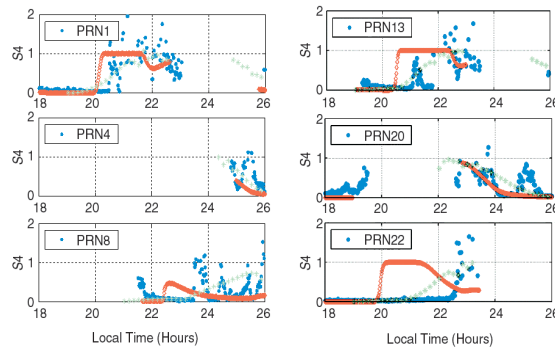 2 PRN1 2 PRN13
S4 1 1
0 0
18 20 22 24 26 18 20 22 24 26
2 PRN4 2 PRN20
S4 1 S4 1
0 0
18 20 22 24 26 18 20 22 24 26
2 PRN8 2 PRN22
S4 1 S4 1
0 0
18 20 22 24 26 18 20 22 24 26
Local Time (Hours) Local Time (Hours)